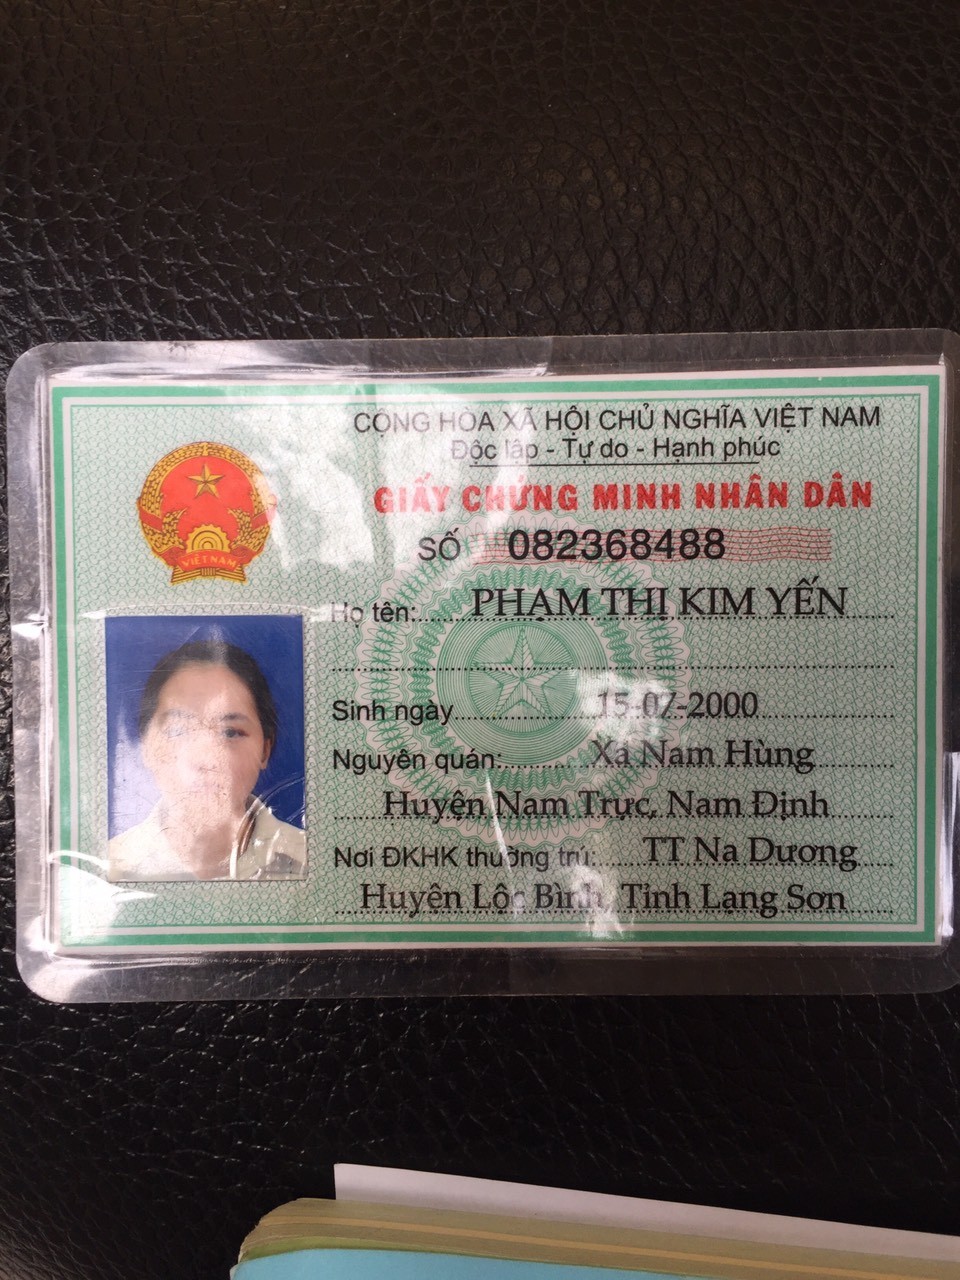 CỘNG HÒA XÃ HỘI CHỦ NGHĨA VIỆT NAM
Độc lập - Tự do - Hạnh phúc
GIẤY CHỨNG MINH NHÂN DÂN
SỐ 082368488
Họ tên: PHẠM THỊ KIM YẾN
Sinh ngày 15-07-2000
Nguyên quán: Xã Nam Hùng
Huyện Nam Trực, Nam Định
Nơi ĐKHK thường trú: TT Na Dương
Huyện Lộc Bình, Tỉnh Lạng Sơn
VIỆT NAM